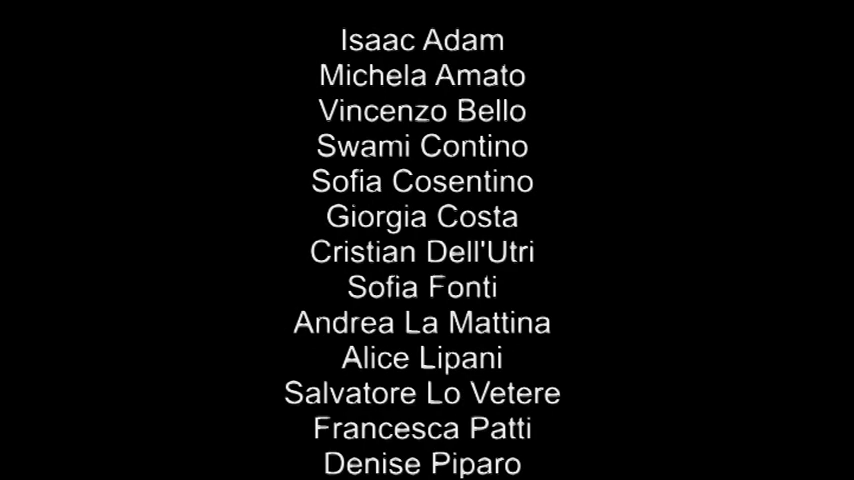 Isaac Adam
Michela Amato
Vincenzo Bello
Swami Contino
Sofia Cosentino
Giorgia Costa
Cristian Dell'Utri
Sofia Fonti
Andrea La Mattina
Alice Lipani
Salvatore Lo Vetere
Francesca Patti
Denise Piparo